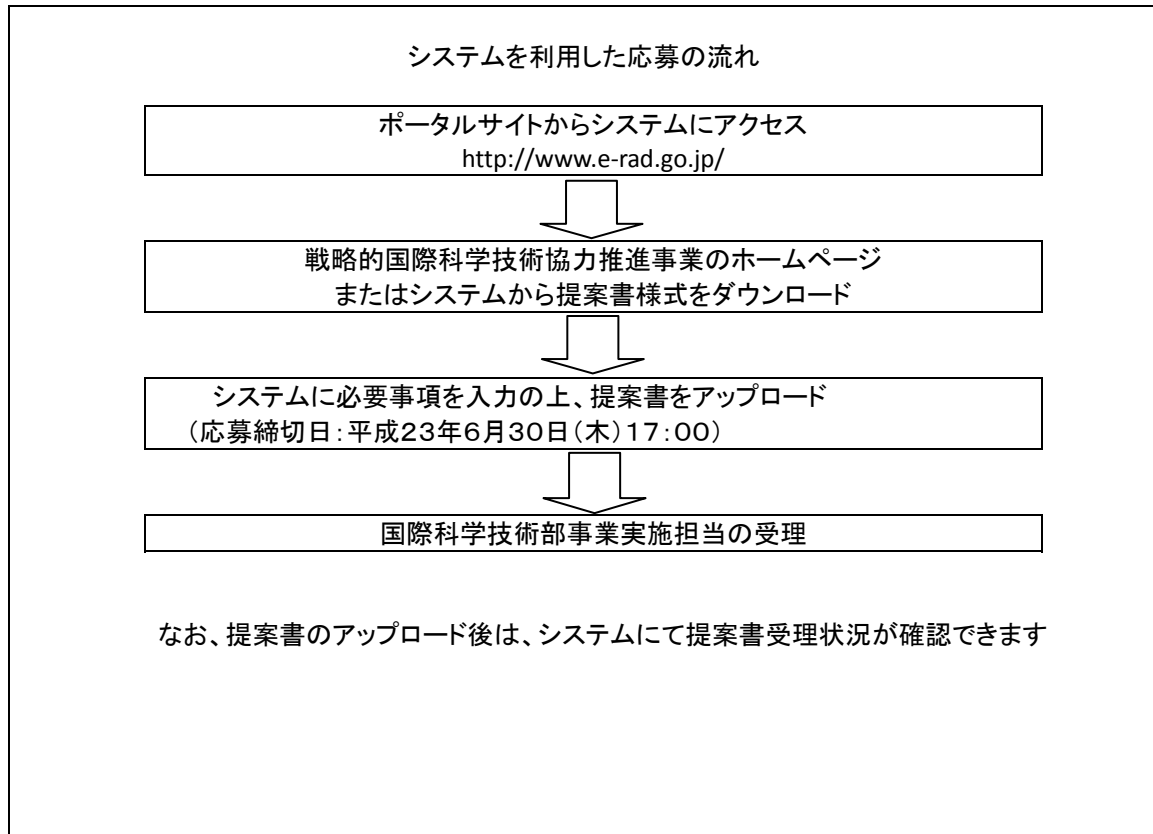 システムを利用した応募の流れ
ポータルサイトからシステムにアクセス
http://www.e-rad.go.jp/
戦略的国際科学技術協力推進事業のホームページ
またはシステムから提案書様式をダウンロード
システムに必要事項を入力の上、提案書をアップロード
（応募締切日：平成２３年６月３０日（木）１７：００）
国際科学技術部事業実施担当の受理
なお、提案書のアップロード後は、システムにて提案書受理状況が確認できます